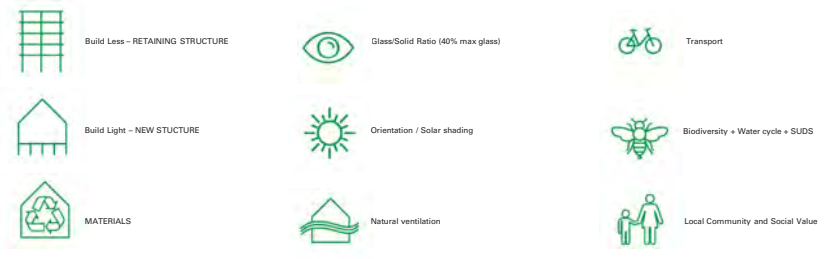 Build Less – RETAINING STRUCTURE
Glass/Solid Ratio (40% max glass)
Transport
Build Light – NEW STUCTURE
Orientation / Solar shading
Biodiversity + Water cycle + SUDS
MATERIALS
Natural ventilation
Local Community and Social Value